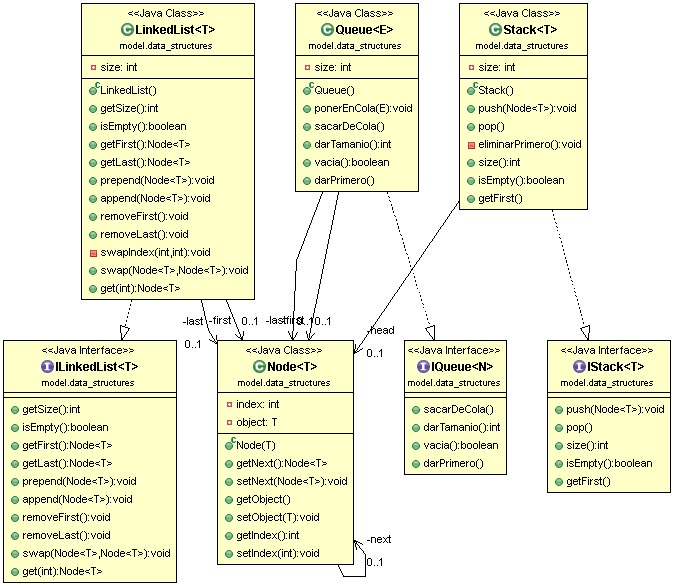 <<Java Class>>
LinkedList<T>
model.data_structures
size: int
LinkedList()
getSize():int
isEmpty():boolean
getFirst():Node<T>
getLast():Node<T>
prepend(Node<T>):void
append(Node<T>):void
removeFirst():void
removeLast():void
swapIndex(int,int):void
swap(Node<T>,Node<T>):void
get(int):Node<T>
<<Java Class>>
Queue<E>
model.data_structures
size: int
Queue()
ponerEnCola(E):void
sacarDeCola()
darTamanio():int
vacia():boolean
darPrimero()
<<Java Class>>
Stack<T>
model.data_structures
size: int
Stack()
push(Node<T>):void
pop()
eliminarPrimero():void
size():int
isEmpty():boolean
getFirst()
-last
0..1
-first
0..1
-last
first
0..1
0..1
-head
0..1
<<Java Interface>>
ILinkedList<T>
model.data_structures
getSize():int
isEmpty():boolean
getFirst():Node<T>
getLast():Node<T>
prepend(Node<T>):void
append(Node<T>):void
removeFirst():void
removeLast():void
swap(Node<T>,Node<T>):void
get(int):Node<T>
<<Java Class>>
Node<T>
model.data_structures
index: int
object: T
Node(T)
getNext():Node<T>
setNext(Node<T>):void
getObject()
setObject(T):void
getIndex():int
setIndex(int):void
-next
0..1
<<Java Interface>>
IQueue<N>
model.data_structures
sacarDeCola()
darTamanio():int
vacia():boolean
darPrimero()
<<Java Interface>>
IStack<T>
model.data_structures
push(Node<T>):void
pop()
size():int
isEmpty():boolean
getFirst()